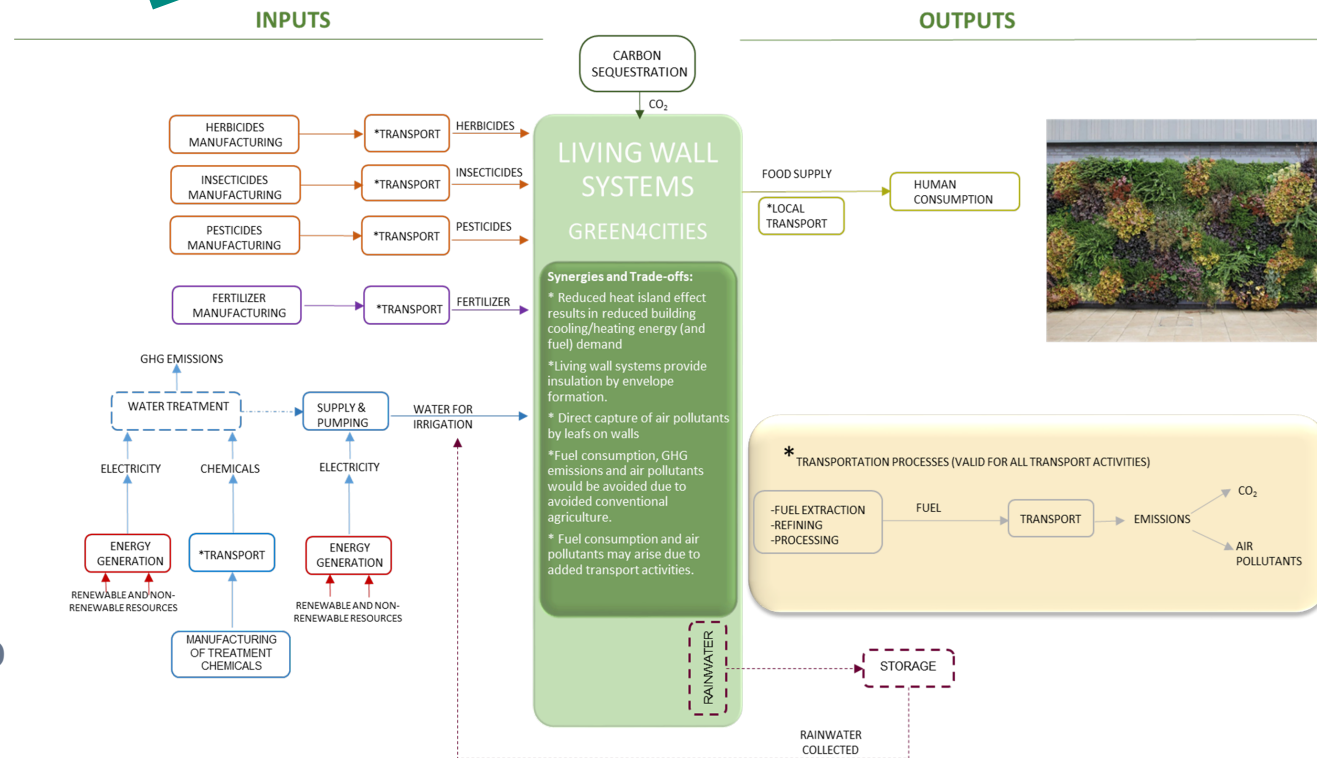 INPUTS
OUTPUTS
CARBON
SEQUESTRATION
CO₂
HERBICIDES
MANUFACTURING
*TRANSPORT
HERBICIDES
INSECTICIDES
MANUFACTURING
*TRANSPORT
INSECTICIDES
PESTICIDES
MANUFACTURING
*TRANSPORT
PESTICIDES
FERTILIZER
MANUFACTURING
*TRANSPORT
FERTILIZER
GHG EMISSIONS
WATER TREATMENT
SUPPLY &
PUMPING
WATER FOR
IRRIGATION
ELECTRICITY
CHEMICALS
ELECTRICITY
ENERGY
GENERATION
*TRANSPORT
ENERGY
GENERATION
RENEWABLE AND NON-
RENEWABLE RESOURCES
RENEWABLE AND NON-
RENEWABLE RESOURCES
MANUFACTURING
OF TREATMENT
CHEMICALS
LIVING WALL
SYSTEMS
GREEN4CITIES
Synergies and Trade-offs:
* Reduced heat island effect
results in reduced building
cooling/heating energy (and
fuel) demand
*Living wall systems provide
insulation by envelope
formation.
* Direct capture of air pollutants
by leafs on walls
*Fuel consumption, GHG
emissions and air pollutants
would be avoided due to
avoided conventional
agriculture.
* Fuel consumption and air
pollutants may arise due to
added transport activities.
RAINWATER
FOOD SUPPLY
*LOCAL
TRANSPORT
HUMAN
CONSUMPTION
* TRANSPORTATION PROCESSES (VALID FOR ALL TRANSPORT ACTIVITIES)
-FUEL EXTRACTION
-REFINING
-PROCESSING
FUEL
TRANSPORT
EMISSIONS
CO₂
AIR
POLLUTANTS
STORAGE
RAINWATER
COLLECTED